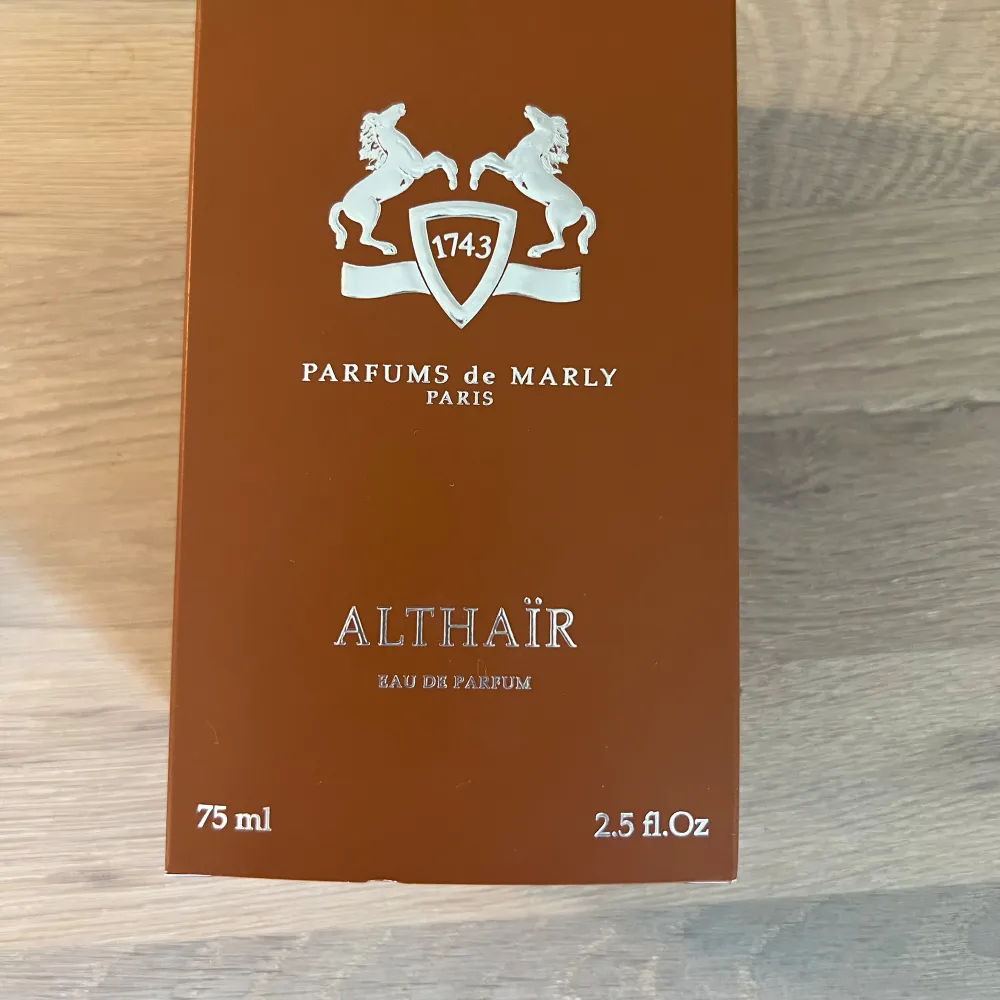 1743
PARFUMS de MARLY
PARIS
ALTHAÏR
EAU DE PARFUM
75 ml
2.5 fl.Oz